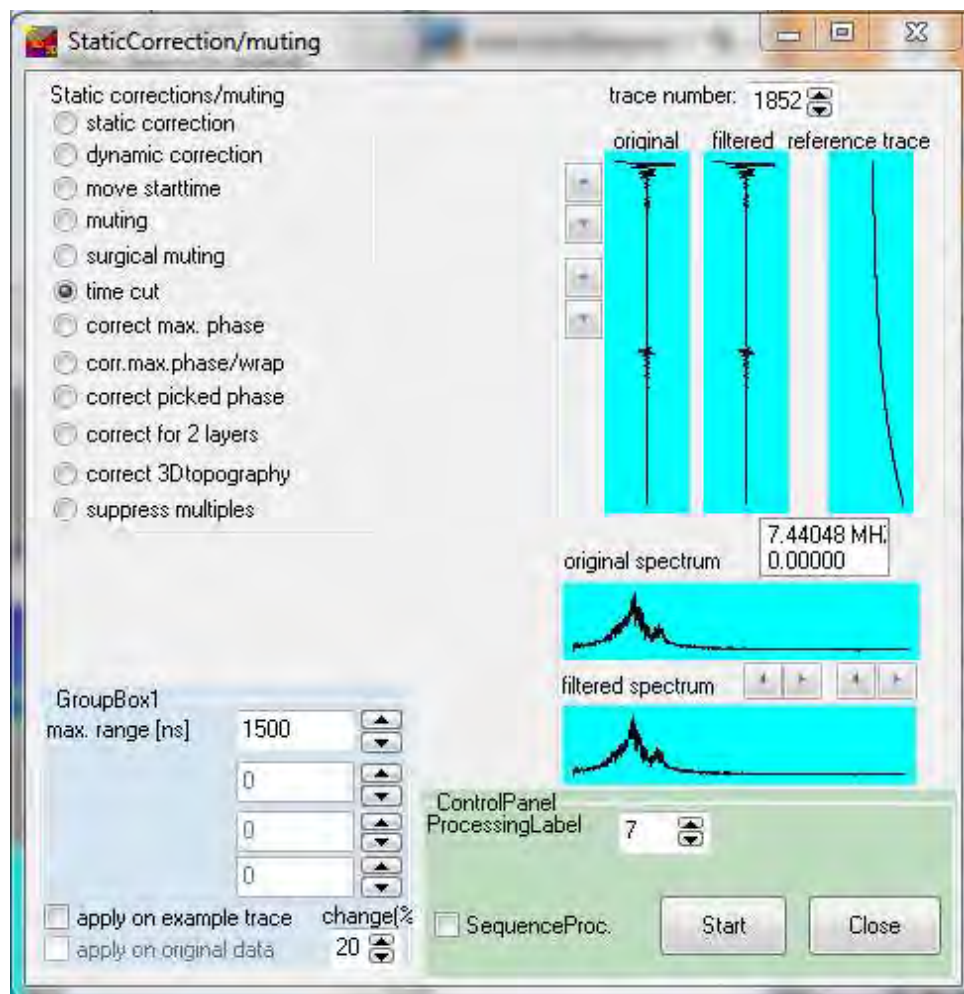 StaticCorrection/muting
Static corrections/muting
static correction
dynamic correction
move starttime
muting
surgical muting
time cut
correct max. phase
corr.max.phase/wrap
correct picked phase
correct for 2 layers
correct 3Dtopography
suppress multiples
trace number: 1852
original filtered reference trace
7.44048 MH
0.00000
original spectrum
filtered spectrum
GroupBox1
max. range [ns] 1500
0
0
0
apply on example trace change(%
apply on original data 20
ControlPanel
ProcessingLabel 7
SequenceProc. Start Close